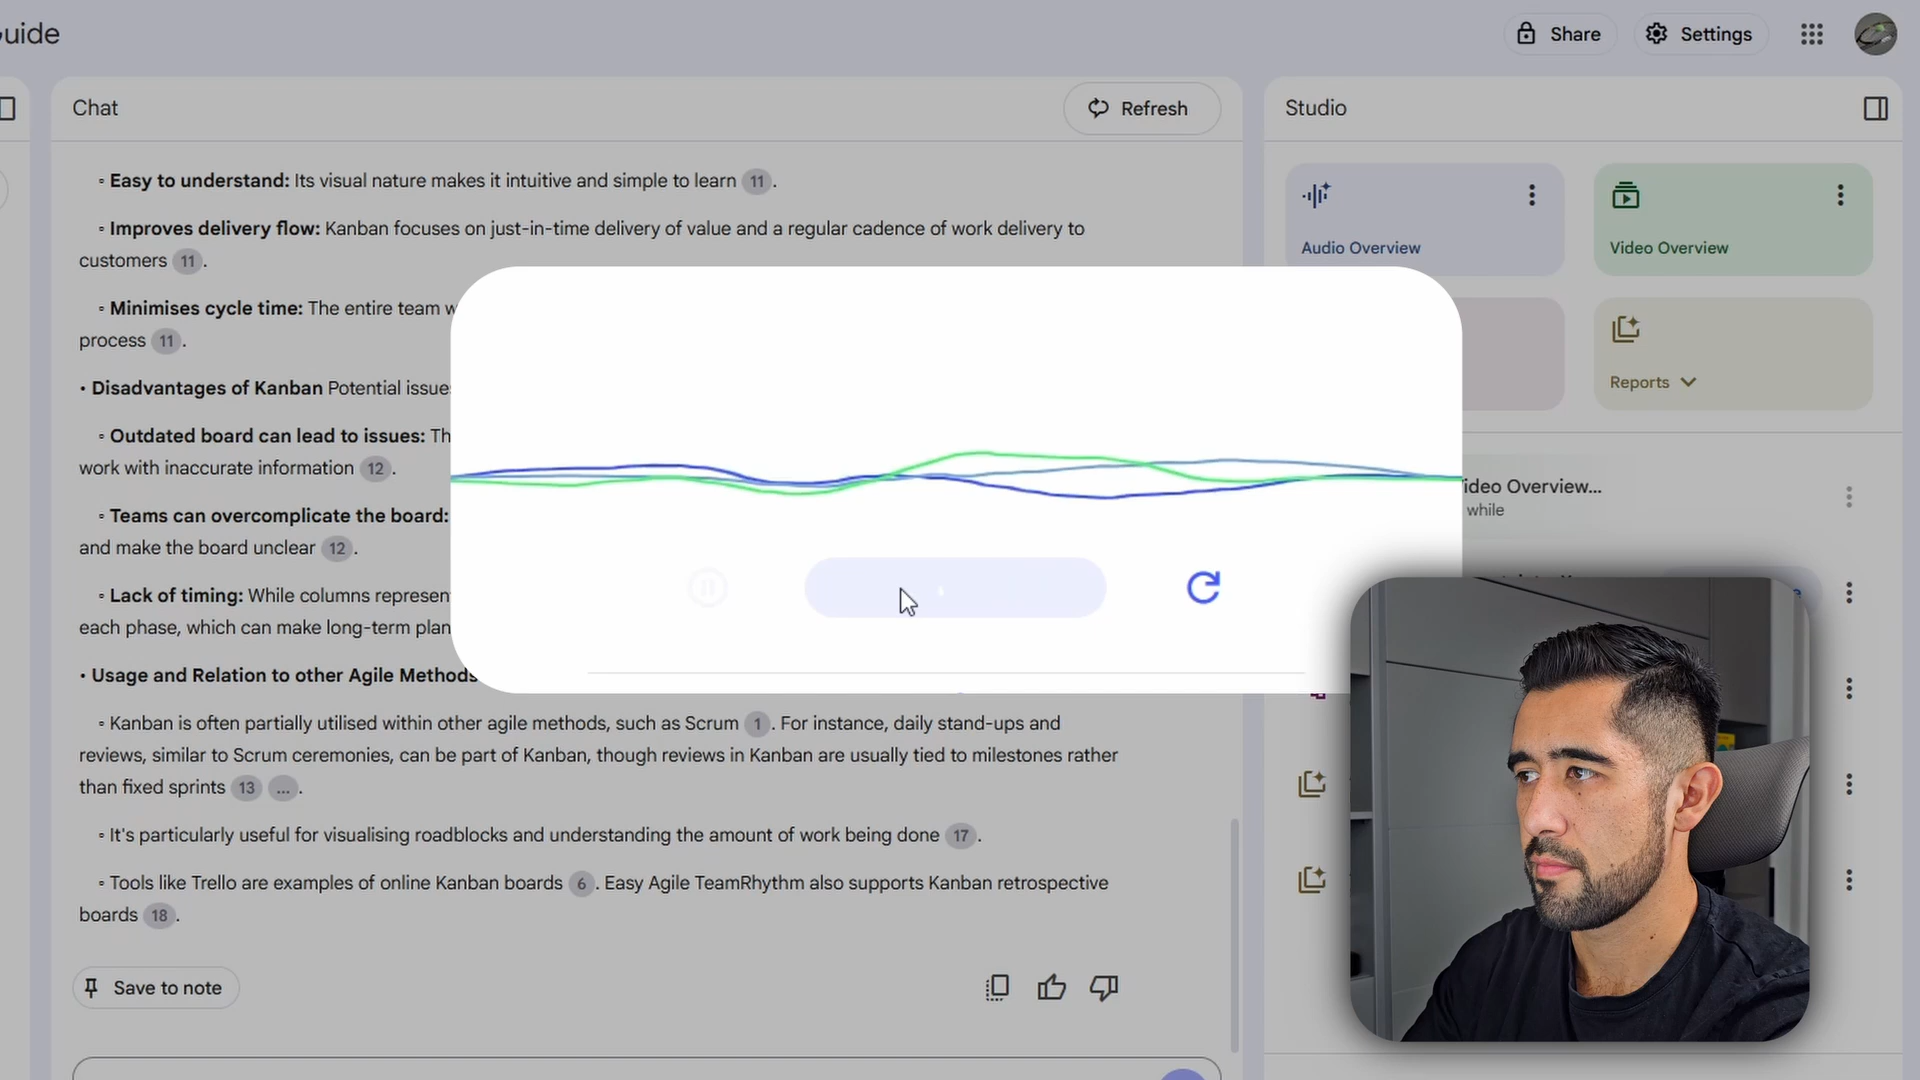 uide
Share
Settings
Chat
Refresh
Studio
▫ Easy to understand: Its visual nature makes it intuitive and simple to learn 11 .
▫ Improves delivery flow: Kanban focuses on just-in-time delivery of value and a regular cadence of work delivery to
customers 11 .
▫ Minimises cycle time: The entire team
process 11 .
• Disadvantages of Kanban Potential issue
▫ Outdated board can lead to issues: Th
work with inaccurate information 12 .
▫ Teams can overcomplicate the board:
and make the board unclear 12 .
▫ Lack of timing: While columns represen
each phase, which can make long-term plan
• Usage and Relation to other Agile Methods
▫ Kanban is often partially utilised within other agile methods, such as Scrum 1 . For instance, daily stand-ups and
reviews, similar to Scrum ceremonies, can be part of Kanban, though reviews in Kanban are usually tied to milestones rather
than fixed sprints 13 ... .
▫ It's particularly useful for visualising roadblocks and understanding the amount of work being done 17 .
▫ Tools like Trello are examples of online Kanban boards 6 . Easy Agile TeamRhythm also supports Kanban retrospective
boards 18 .
Save to note
Audio Overview
Video Overview
Reports
ideo Overview...
while